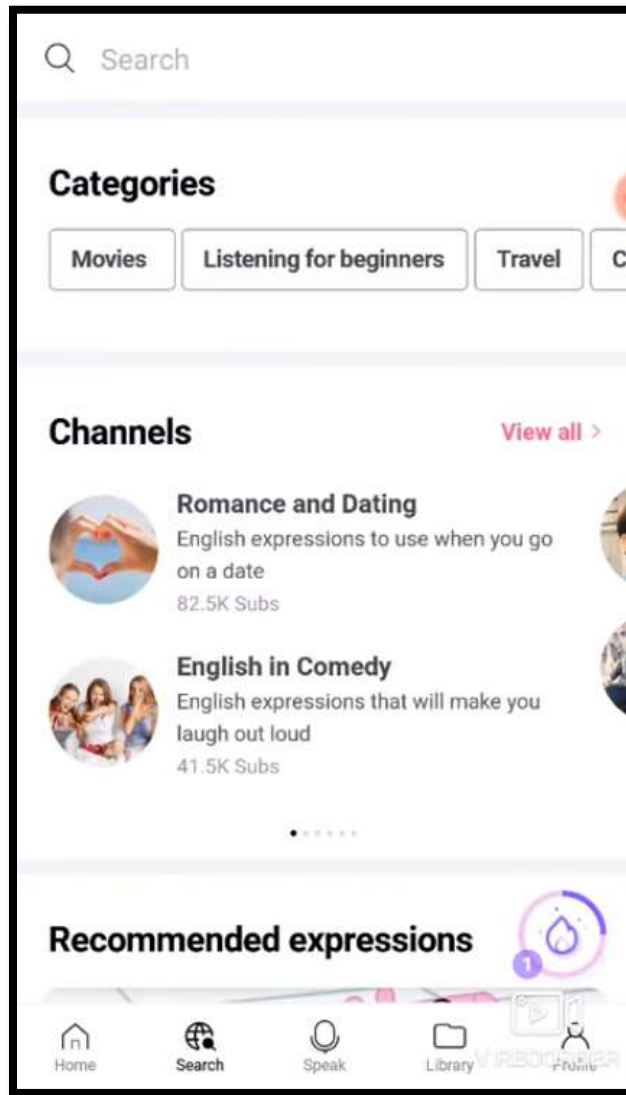 Search
Categories
Movies
Listening for beginners
Travel
C
Channels
View all >
Romance and Dating
English expressions to use when you go
on a date
82.5K Subs
English in Comedy
English expressions that will make you
laugh out loud
41.5K Subs
Recommended expressions
1
Home
Search
Speak
Library
Profile
V RECORDER